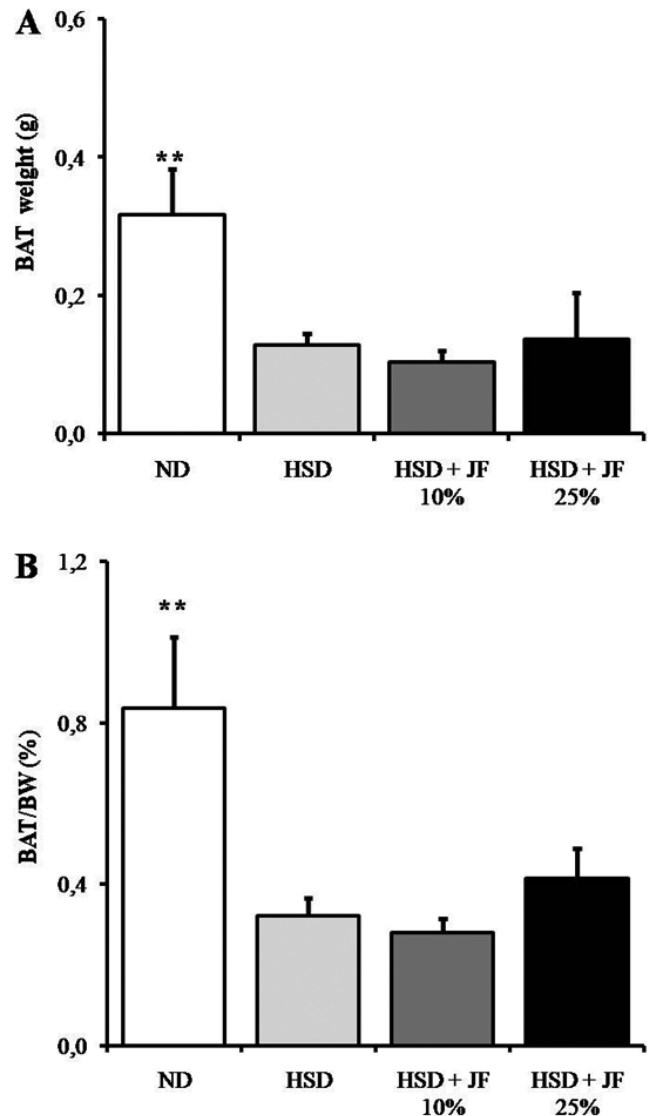 A
0,6
0,4
0,2
0,0
BAT weight (g)
**
ND
HSD
HSD + JF
10%
HSD + JF
25%
B
1,2
0,8
0,4
0,0
BAT/BW (%)
**
ND
HSD
HSD + JF
10%
HSD + JF
25%